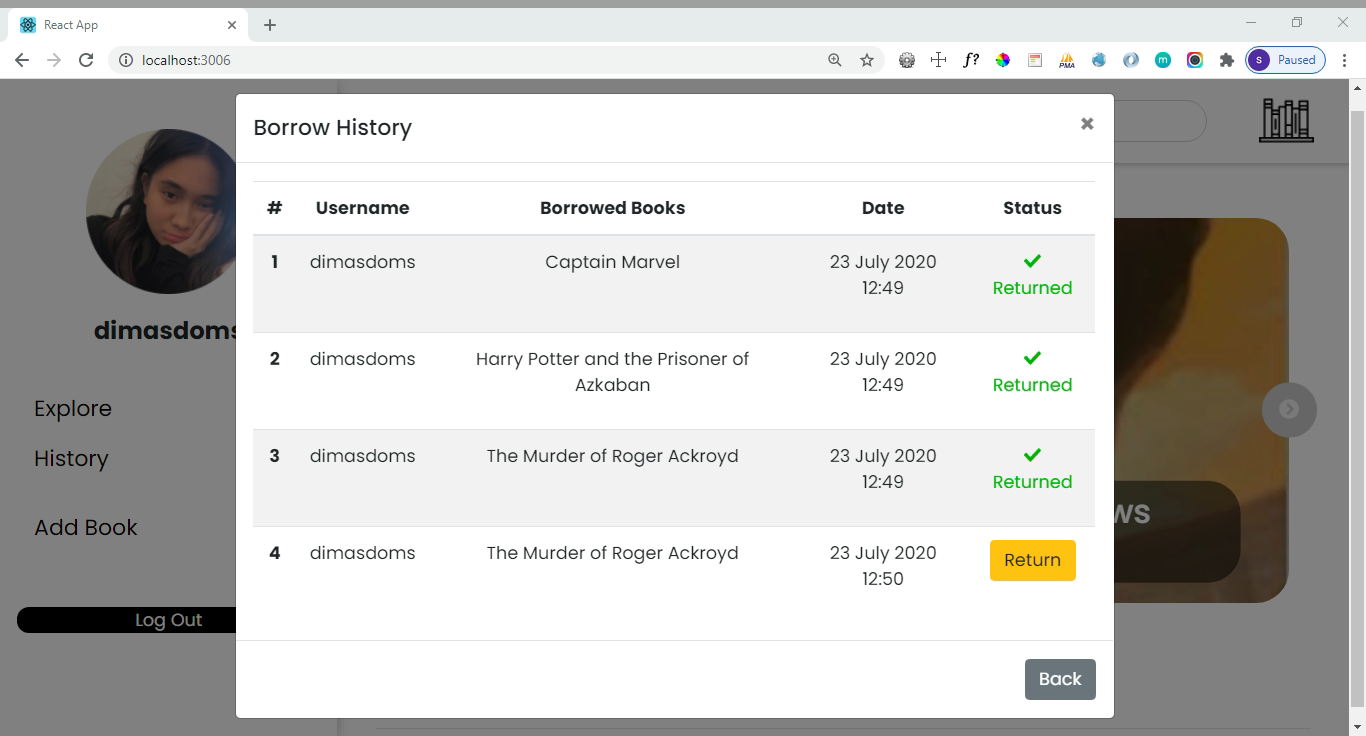 React App
localhost:3006
f?
PMA
m
S
Paused
Borrow History
# Username Borrowed Books Date Status
1 dimasdoms Captain Marvel 23 July 2020
12:49
Returned
2 dimasdoms Harry Potter and the Prisoner of
Azkaban
23 July 2020
12:49
Returned
3 dimasdoms The Murder of Roger Ackroyd 23 July 2020
12:49
Returned
4 dimasdoms The Murder of Roger Ackroyd 23 July 2020
12:50
Return
Back
dimasdoms
Explore
History
Add Book
Log Out